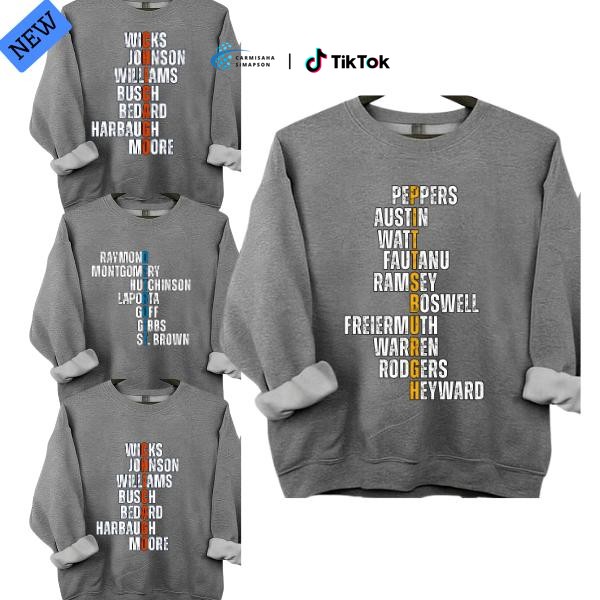 NEW
WICKS
JOHNSON
WILLIAMS
BUSCH
BEDARD
HARBAUGH
MOORE
CARMISAHA
SIMAPSON
TikTok
RAYMOND
MONTGOMERY
HUTCHINSON
LAPORTA
GOFF
GIBBS
ST. BROWN
WICKS
JOHNSON
WILLIAMS
BUSCH
BEDARD
HARBAUGH
MOORE
PEPPERS
AUSTIN
WATT
FAUTANU
RAMSEY
BOSWELL
FREIERMUTH
WARREN
RODGERS
HEYWARD